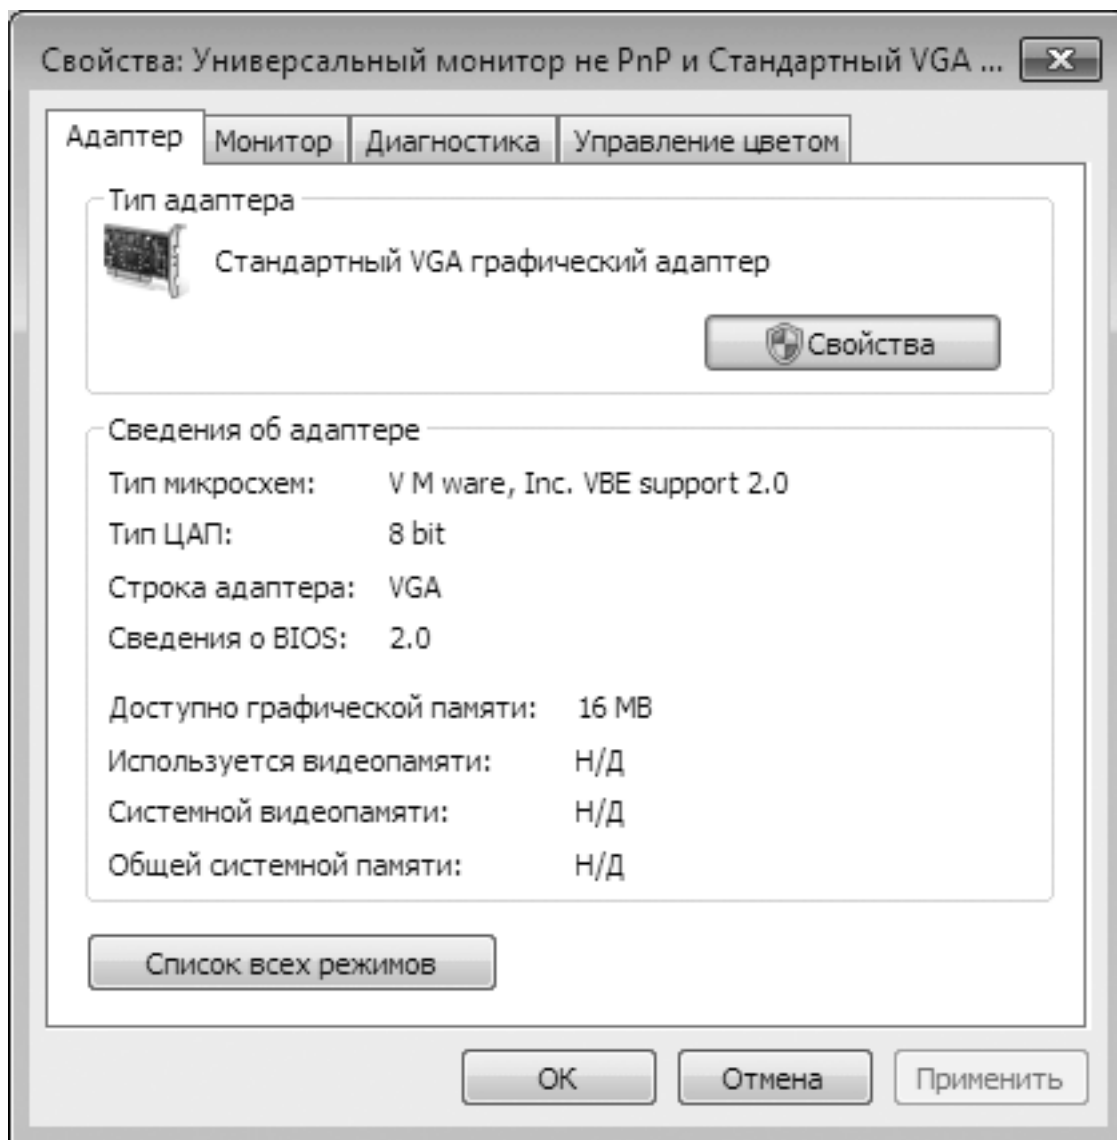 Свойства: Универсальный монитор не PnP и Стандартный VGA ...
Адаптер Монитор Диагностика Управление цветом
Тип адаптера
Стандартный VGA графический адаптер
Свойства
Сведения об адаптере
Тип микросхем: V M ware, Inc. VBE support 2.0
Тип ЦАП: 8 bit
Строка адаптера: VGA
Сведения о BIOS: 2.0
Доступно графической памяти: 16 MB
Используется видеопамяти: Н/Д
Системной видеопамяти: Н/Д
Общей системной памяти: Н/Д
Список всех режимов
ОК Отмена Применить